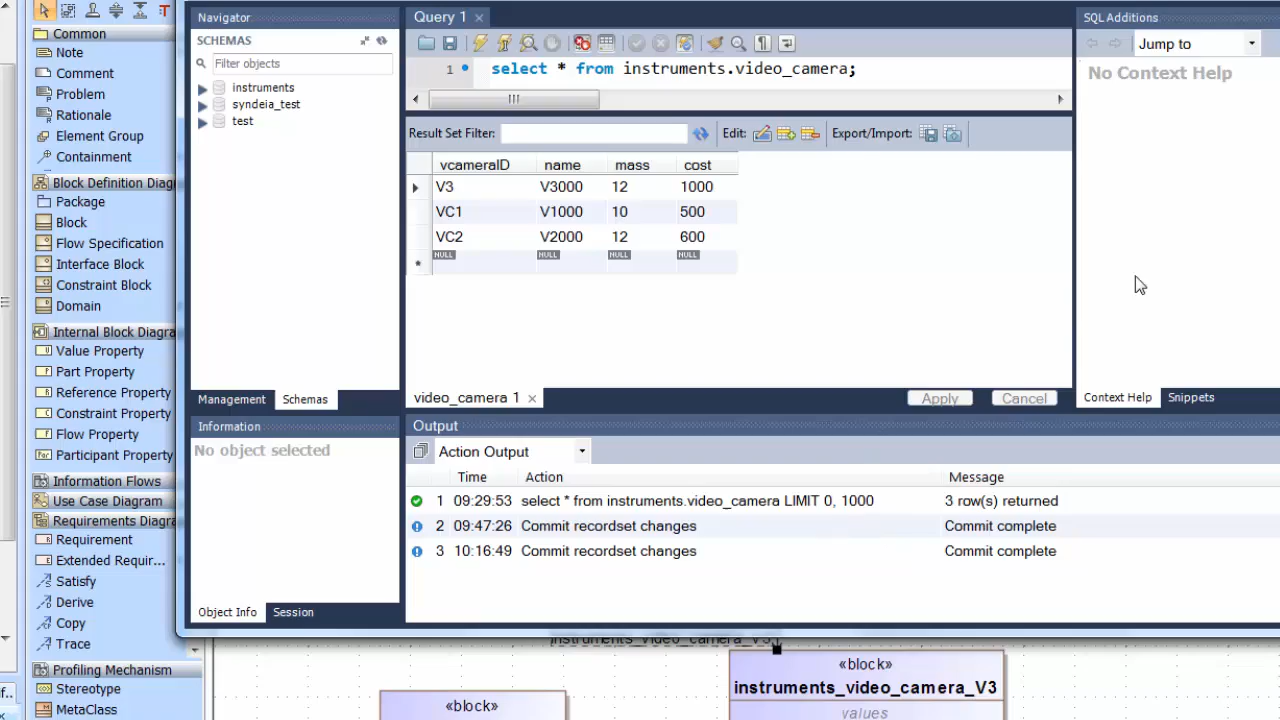 Common
Note
Comment
Problem
Rationale
Element Group
Containment
Block Definition Diag
Package
Block
Flow Specification
Interface Block
Constraint Block
Domain
Internal Block Diagra
Value Property
Part Property
Reference Property
Constraint Property
Flow Property
Participant Property
Information Flows
Use Case Diagram
Requirements Diagra
Requirement
Extended Requir...
Satisfy
Derive
Copy
Trace
Profiling Mechanism
Stereotype
MetaClass
if...
Navigator
SCHEMAS
Filter objects
instruments
syndeia_test
test
Management Schemas
Information
No object selected
Object Info Session
Query 1
1 select * from instruments.video_camera;
Result Set Filter: Edit: Export/Import:
vcameraID name mass cost
V3 V3000 12 1000
VC1 V1000 10 500
VC2 V2000 12 600
NULL NULL NULL NULL
video_camera 1 Apply Cancel
Output
Action Output
Time Action Message
1 09:29:53 select * from instruments.video_camera LIMIT 0, 1000 3 row(s) returned
2 09:47:26 Commit recordset changes Commit complete
3 10:16:49 Commit recordset changes Commit complete
SQL Additions
Jump to
No Context Help
Context Help Snippets
instruments_video_camera_V3
«block»
instruments_video_camera_V3
values
«block»